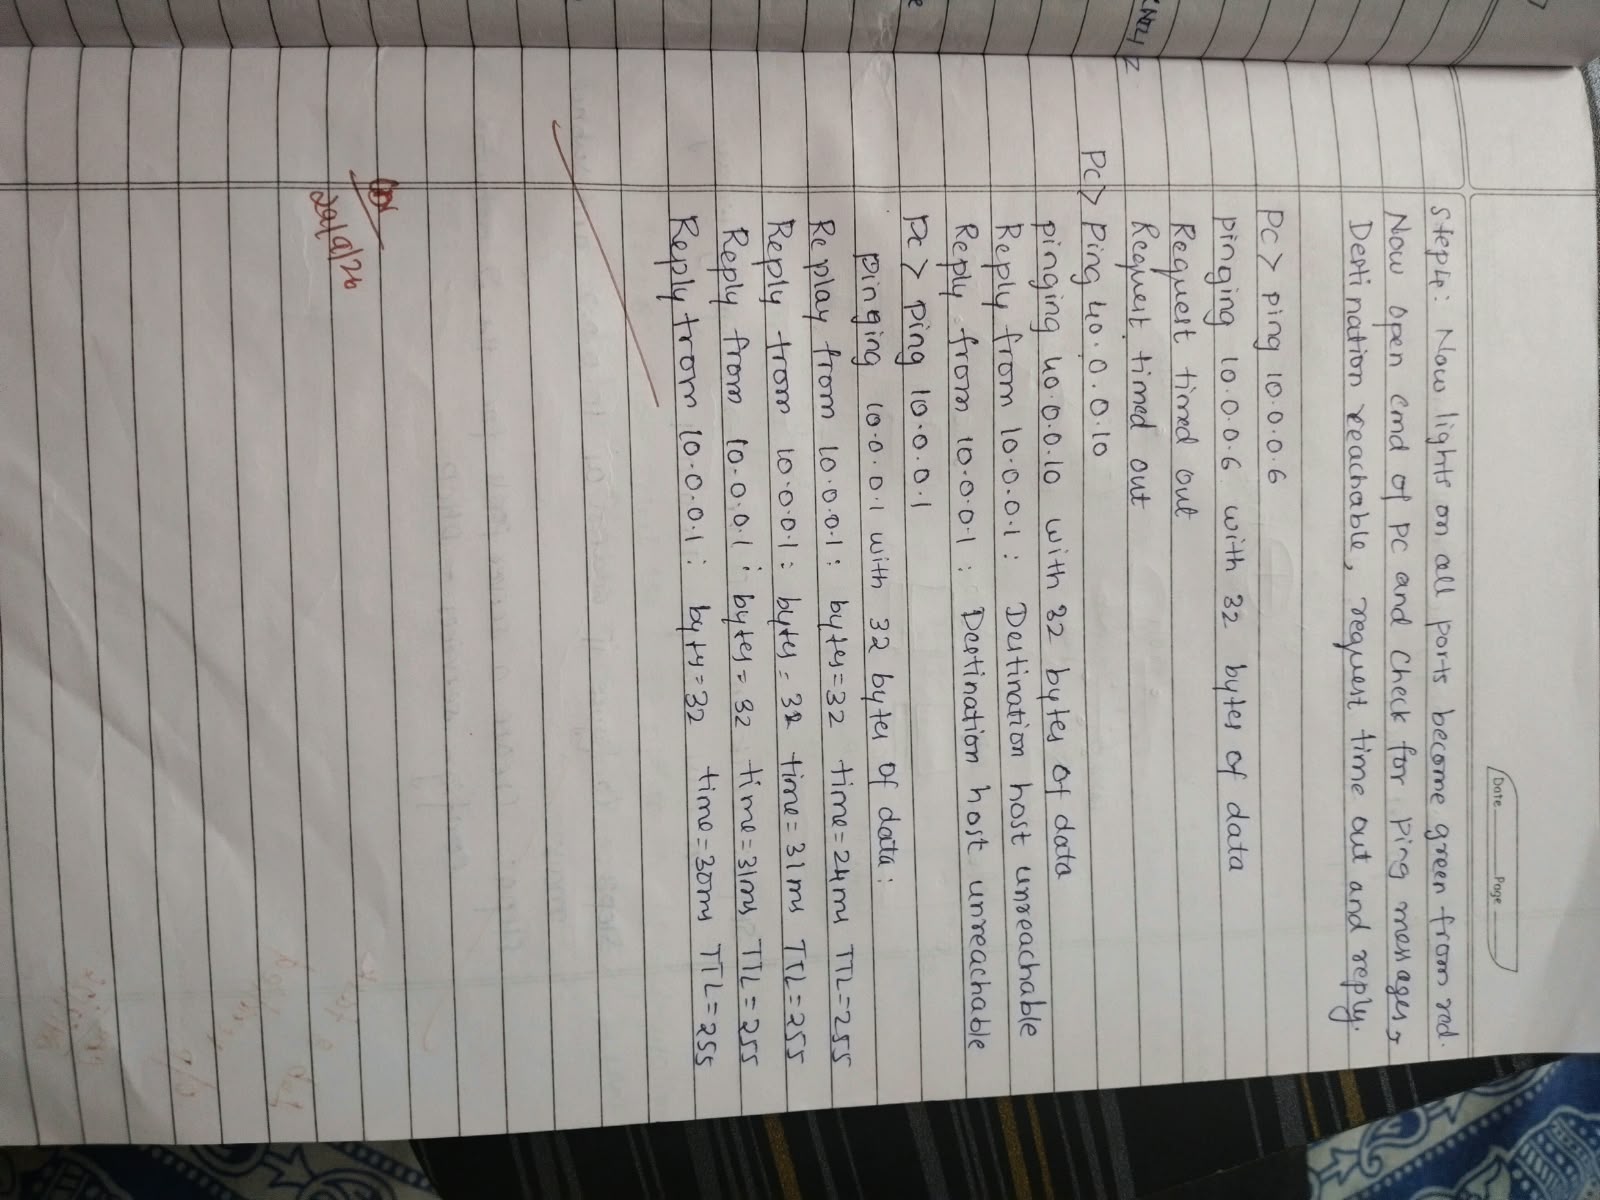 Date Page
Step4: Now lights on all ports become green from red.
Now open cmd of PC and check for Ping messages,
Destination reachable, request time out and reply.
PC> ping 10.0.0.6
pinging 10.0.0.6 with 32 bytes of data
Request timed out
Request timed out
PC> Ping 40.0.0.10
pinging 40.0.0.10 with 32 bytes of data
Reply from 10.0.0.1: Destination host unreachable
Reply from 10.0.0.1: Destination host unreachable
PC> ping 10.0.0.1
pinging 10.0.0.1 with 32 bytes of data:
Replay from 10.0.0.1: bytes=32 time=24ms TTL=255
Reply from 10.0.0.1: bytes=32 time=31ms TTL=255
Reply from 10.0.0.1: bytes=32 time=31ms TTL=255
Reply from 10.0.0.1: byty=32 time=30ms TTL=255